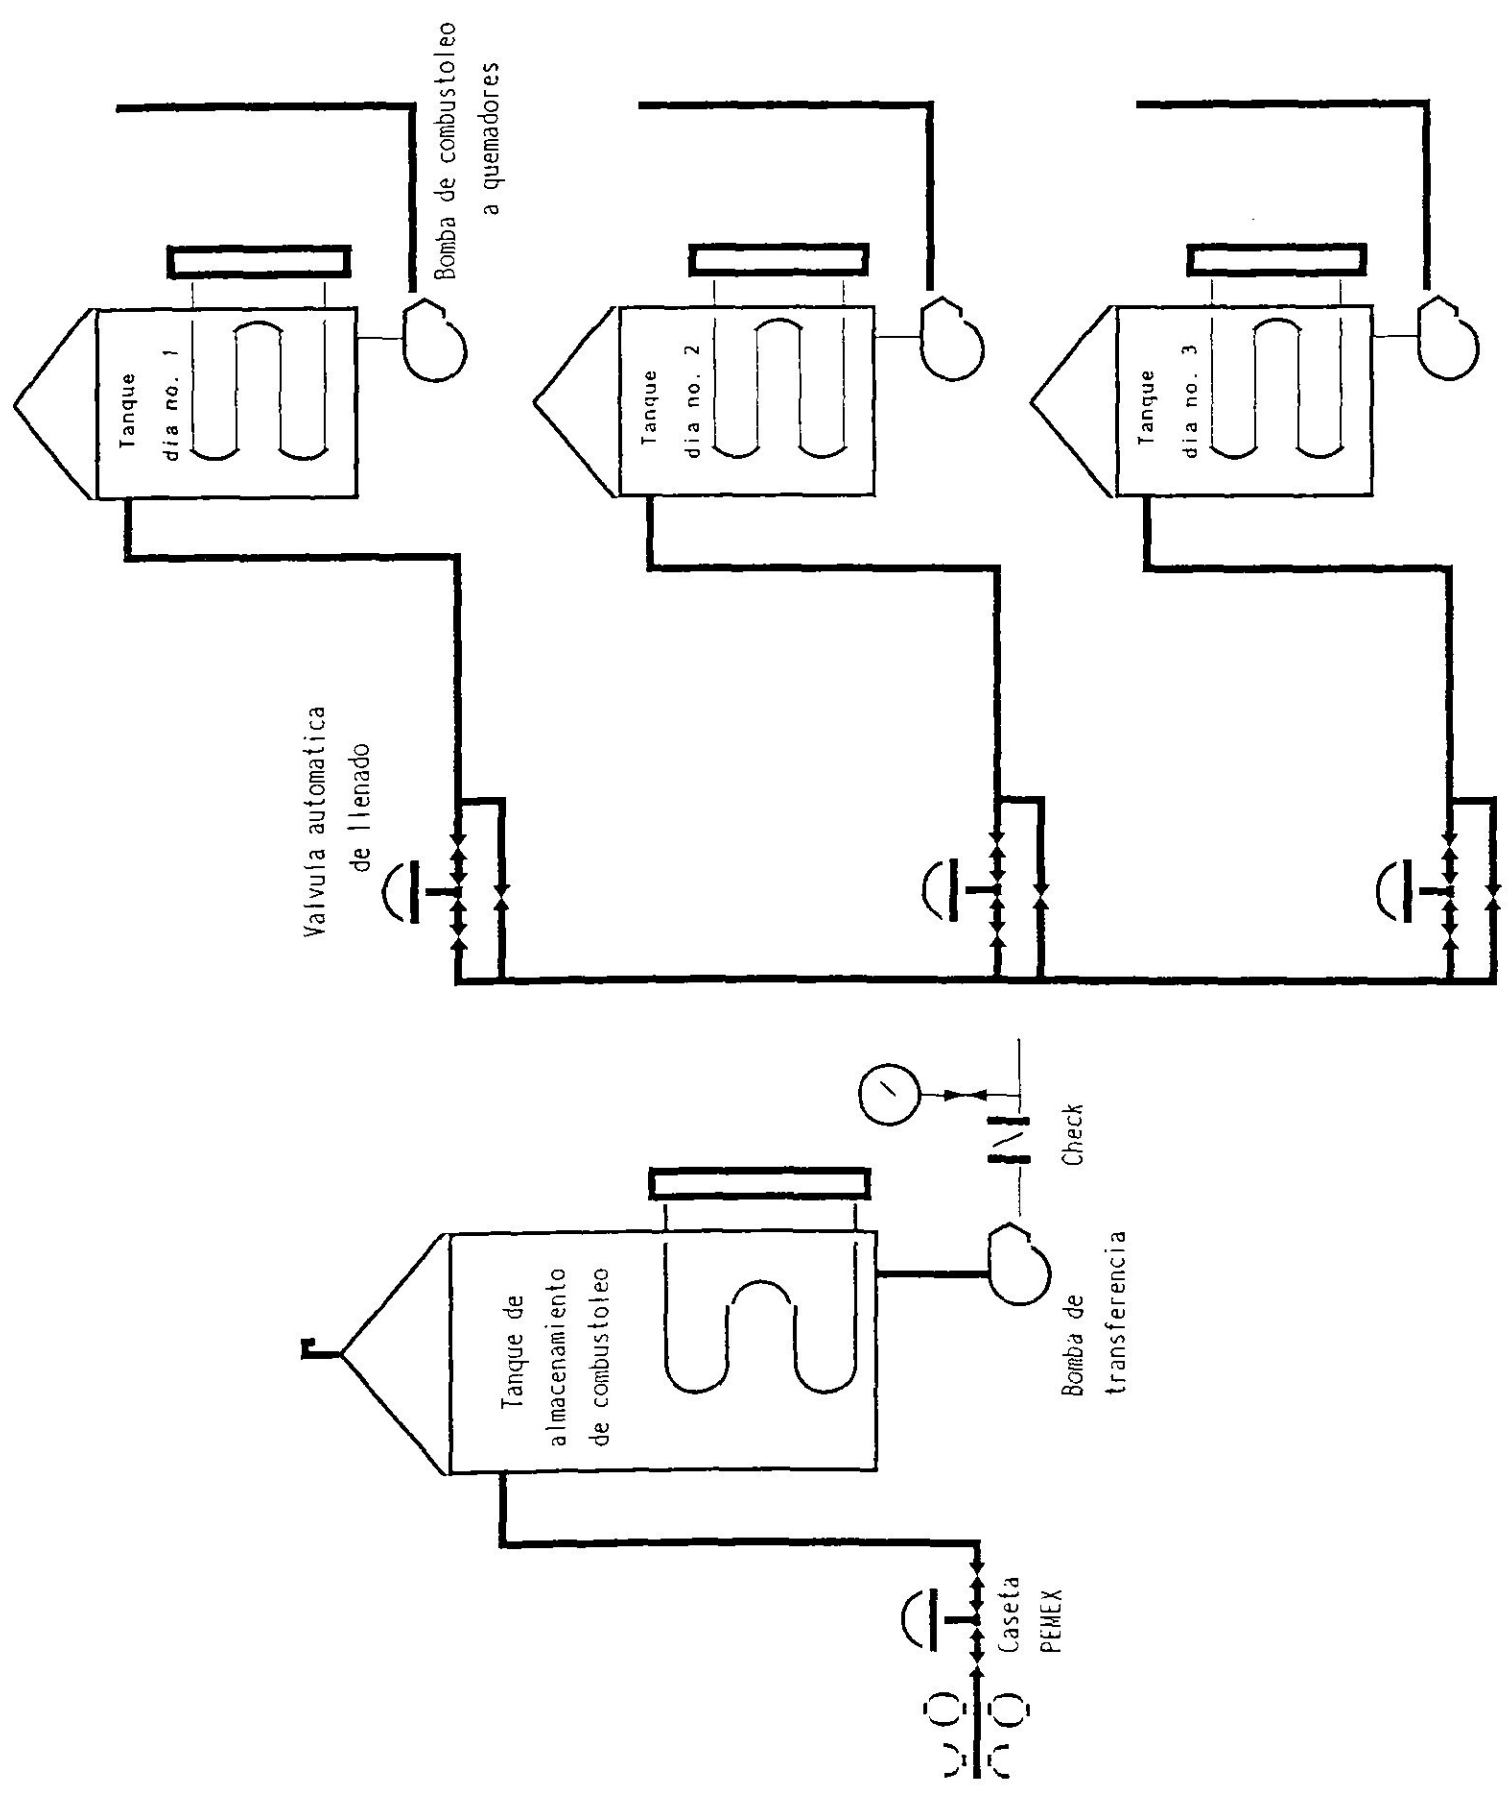 Tanque
dia no. 1
Bomba de combustoleo
a quemadores
Tanque
dia no. 2
Tanque
dia no. 3
Valvula automatica
de llenado
Tanque de
almacenamiento
de combustoleo
Check
Bomba de
transferencia
Caseta
PEMEX